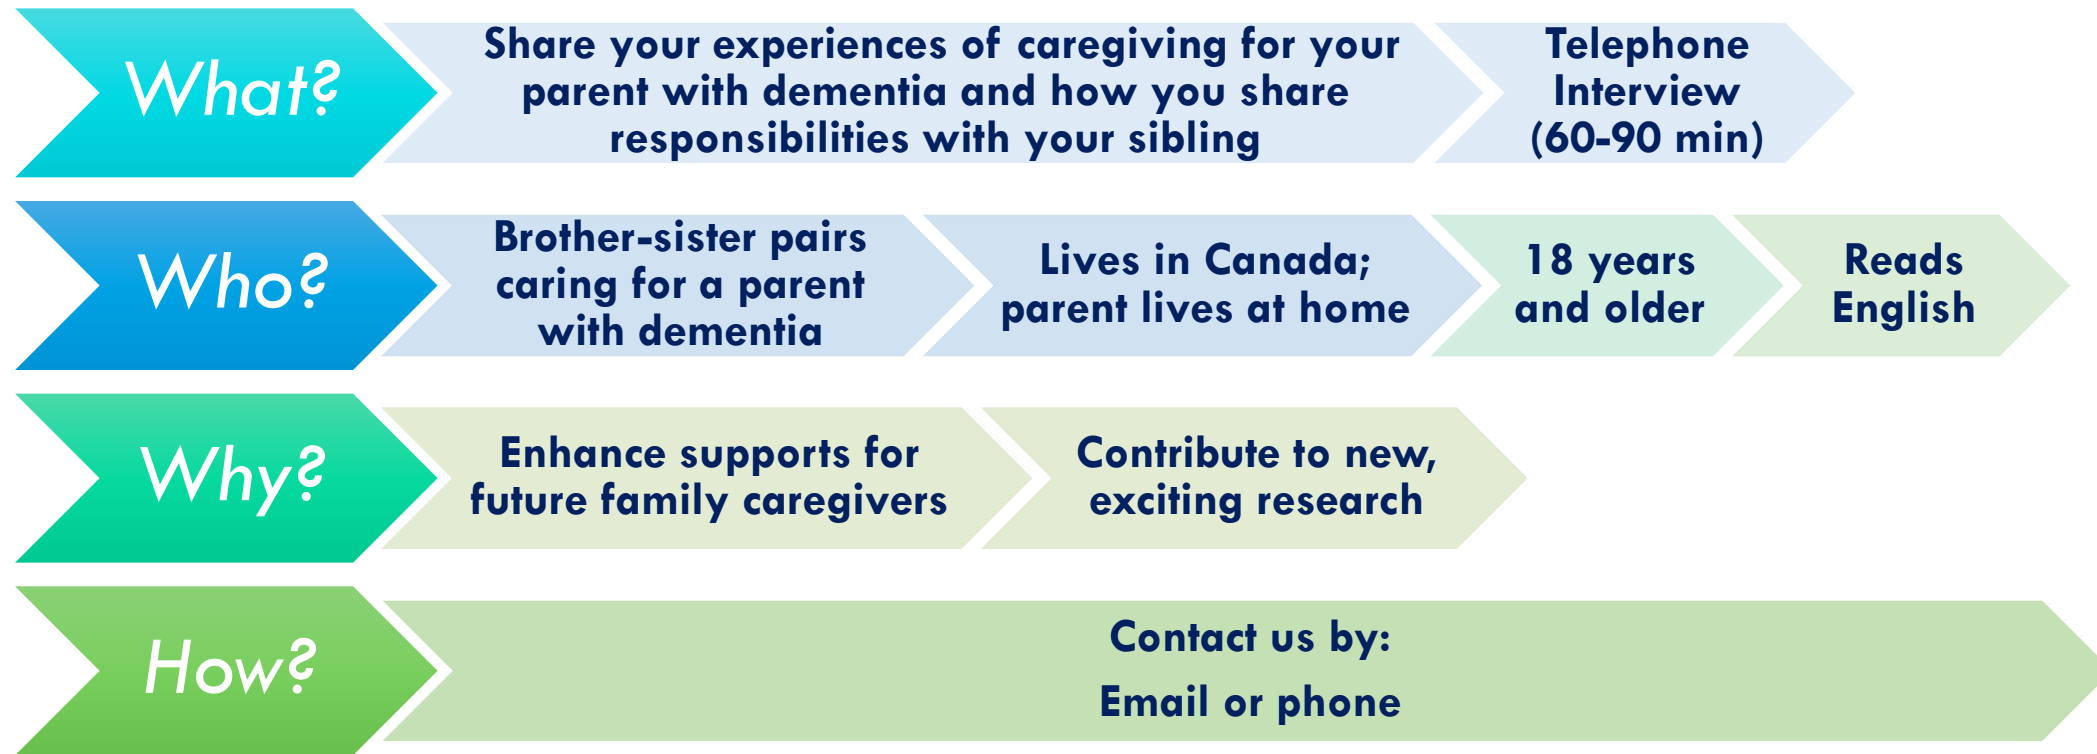 What?
Share your experiences of caregiving for your
parent with dementia and how you share
responsibilities with your sibling
Telephone
Interview
(60-90 min)
Who?
Brother-sister pairs
caring for a parent
with dementia
Lives in Canada;
parent lives at home
18 years
and older
Reads
English
Why?
Enhance supports for
future family caregivers
Contribute to new,
exciting research
How?
Contact us by:
Email or phone